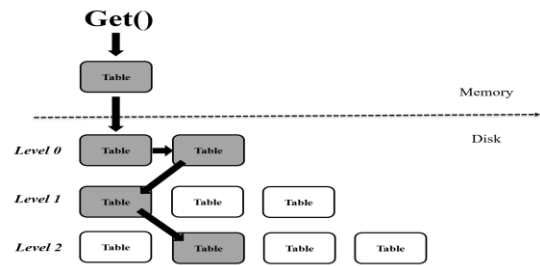 Get()
Table
Memory
Disk
Level 0 Table Table
Level 1 Table Table Table
Level 2 Table Table Table Table